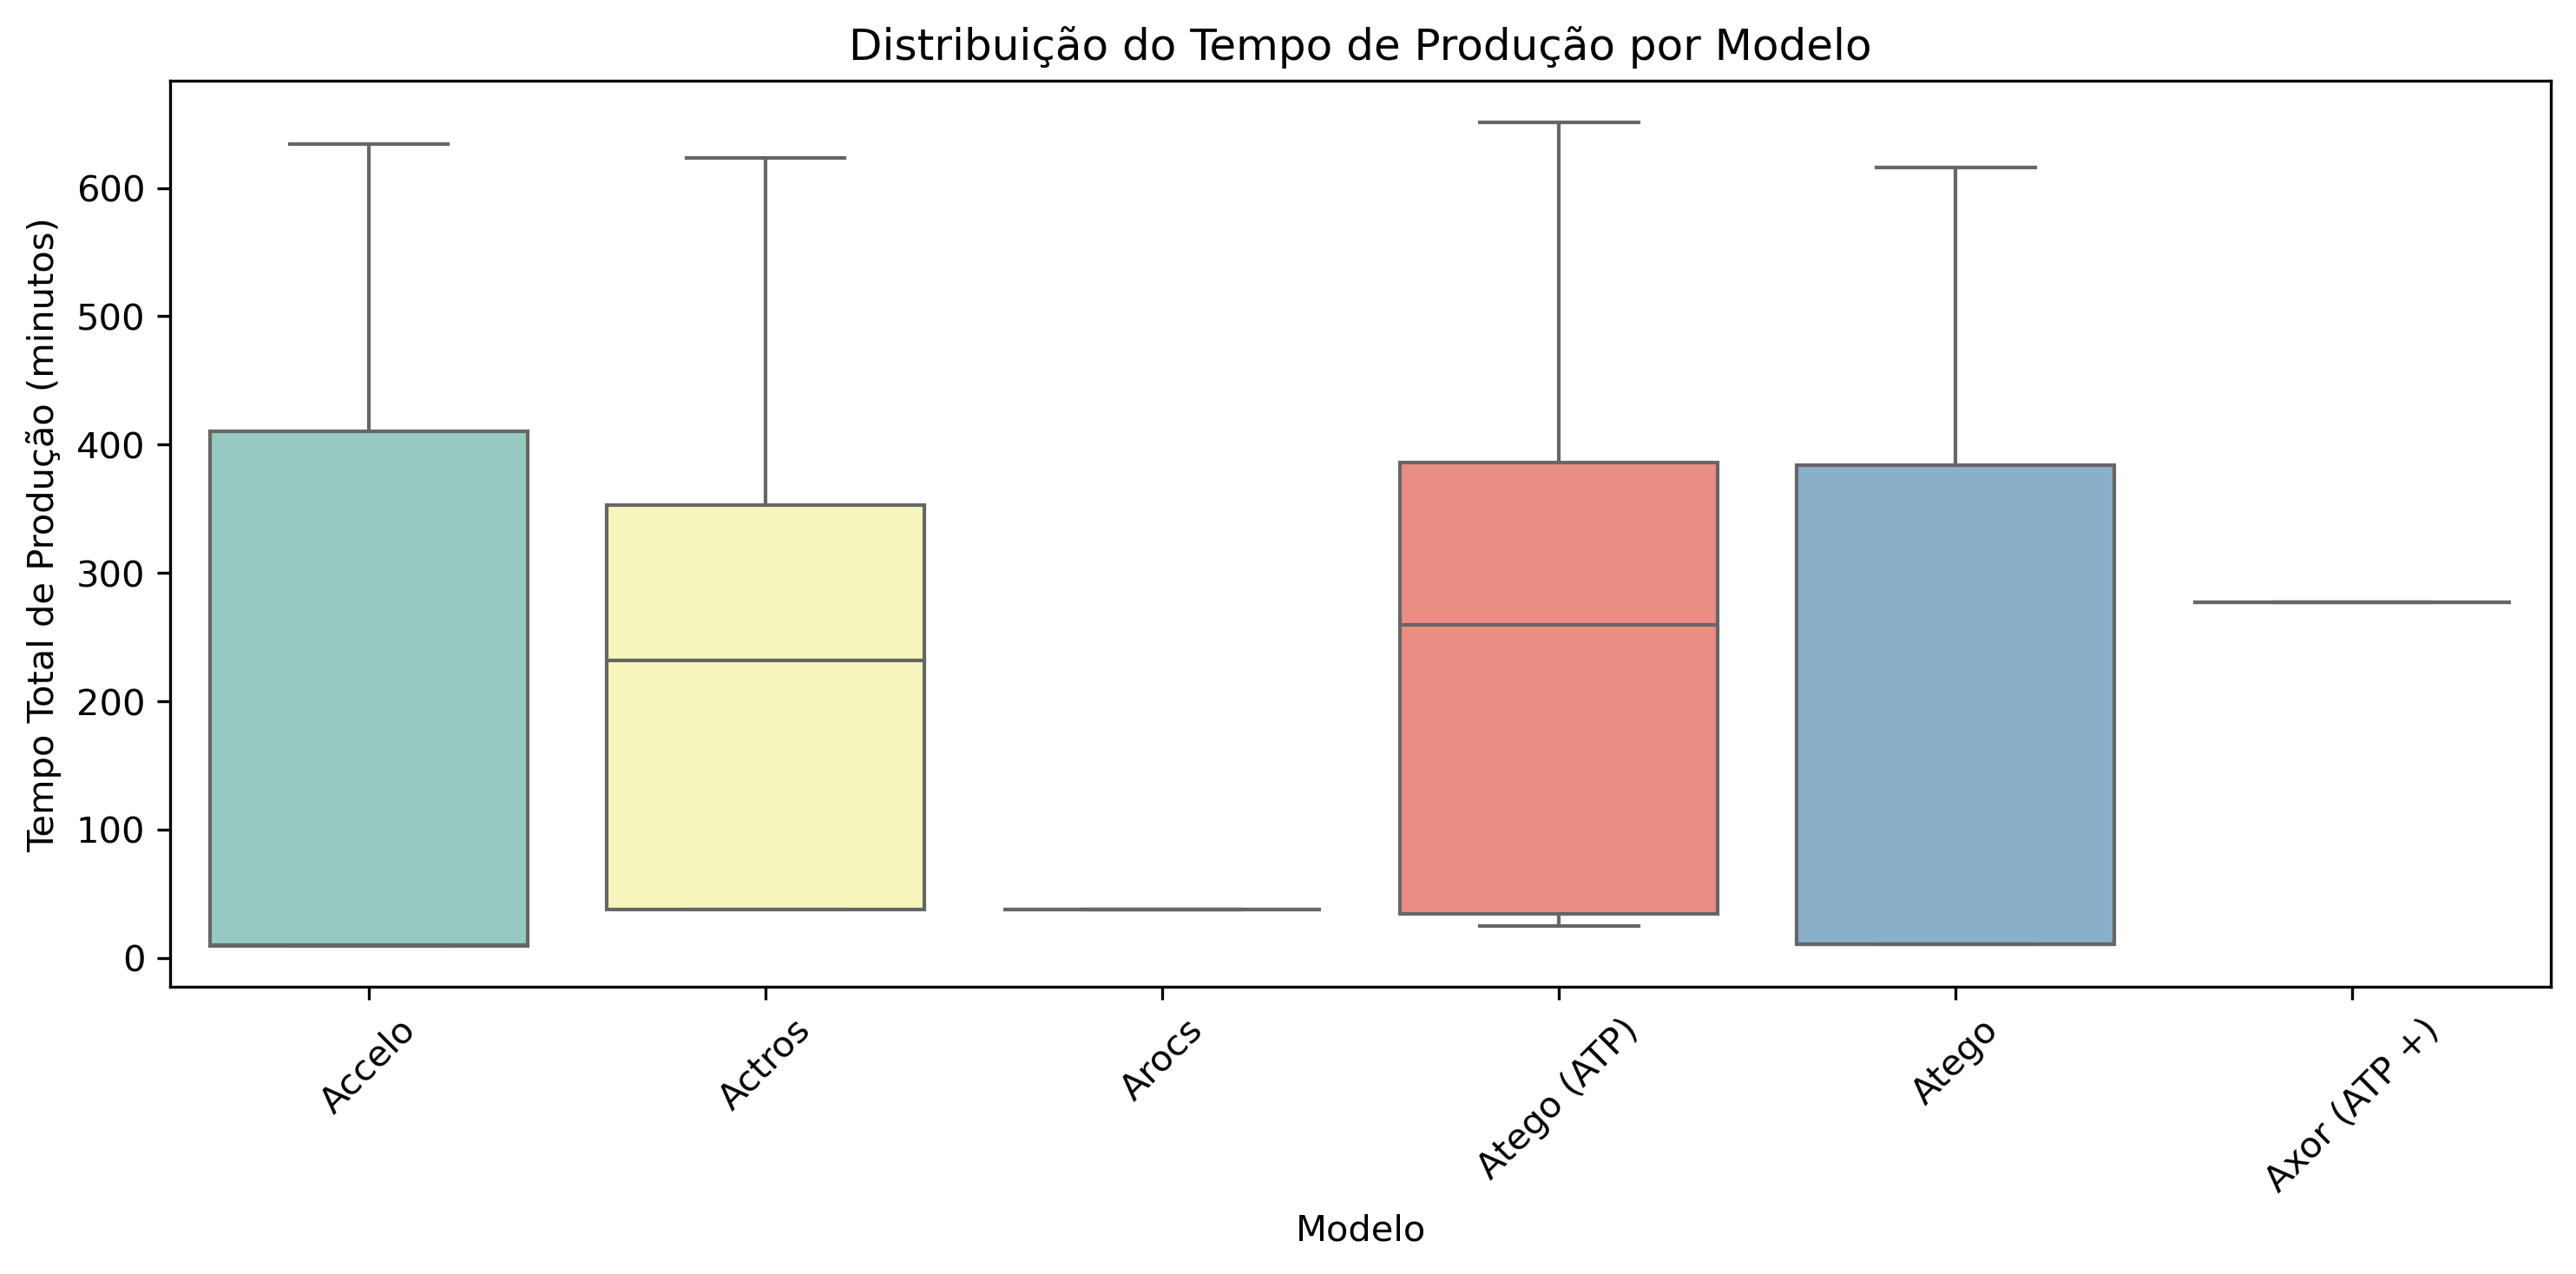 Distribuição do Tempo de Produção por Modelo
Tempo Total de Produção (minutos)
600
500
400
300
200
100
0
Accelo
Actros
Arocs
Atego (ATP)
Atego
Axor (ATP +)
Modelo